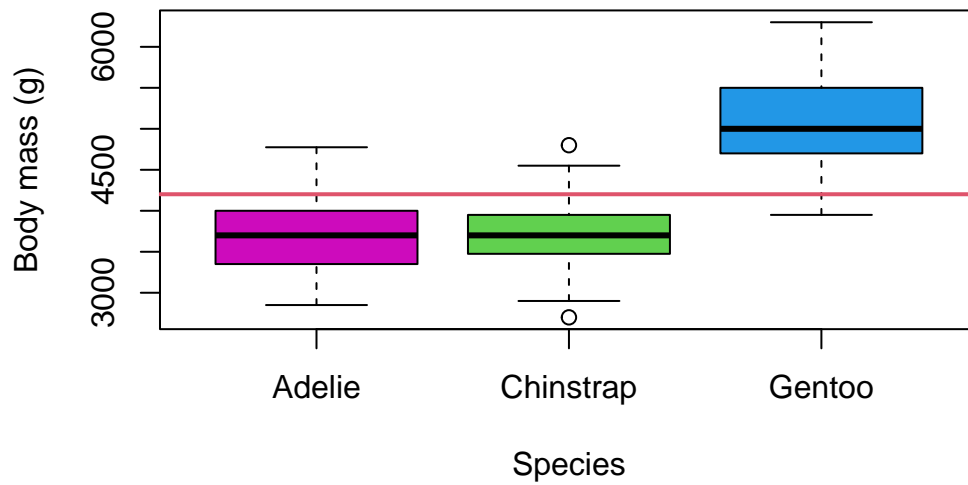 Body mass (g)
6000
4500
3000
Adelie Chinstrap Gentoo
Species